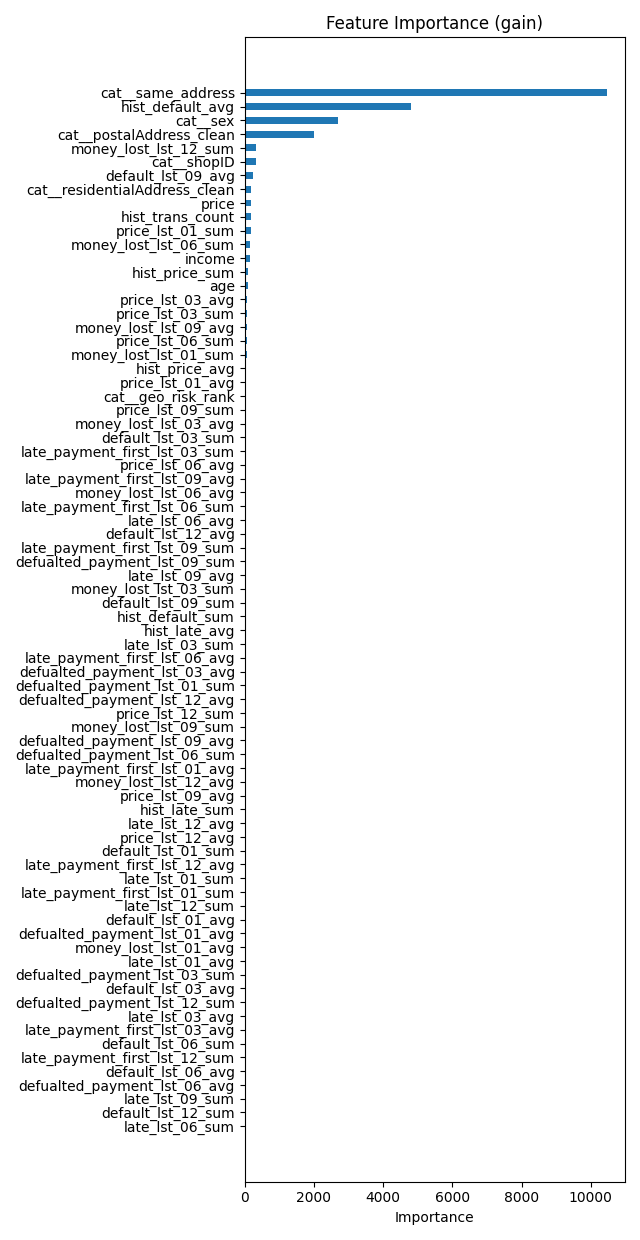 Feature Importance (gain)
cat__same_address
hist_default_avg
cat__sex
cat__postalAddress_clean
money_lost_lst_12_sum
cat__shopID
default_lst_09_avg
cat__residentialAddress_clean
price
hist_trans_count
price_lst_01_sum
money_lost_lst_06_sum
income
hist_price_sum
age
price_lst_03_avg
price_lst_03_sum
money_lost_lst_09_avg
price_lst_06_sum
money_lost_lst_01_sum
hist_price_avg
price_lst_01_avg
cat__geo_risk_rank
price_lst_09_sum
money_lost_lst_03_avg
default_lst_03_sum
late_payment_first_lst_03_sum
price_lst_06_avg
late_payment_first_lst_09_avg
money_lost_lst_06_avg
late_payment_first_lst_06_sum
late_lst_06_avg
default_lst_12_avg
late_payment_first_lst_09_sum
defualted_payment_lst_09_sum
late_lst_09_avg
money_lost_lst_03_sum
default_lst_09_sum
hist_default_sum
hist_late_avg
late_lst_03_sum
late_payment_first_lst_06_avg
defualted_payment_lst_03_avg
defualted_payment_lst_01_sum
defualted_payment_lst_12_avg
price_lst_12_sum
money_lost_lst_09_sum
defualted_payment_lst_09_avg
defualted_payment_lst_06_sum
late_payment_first_lst_01_avg
money_lost_lst_12_avg
price_lst_09_avg
hist_late_sum
late_lst_12_avg
price_lst_12_avg
default_lst_01_sum
late_payment_first_lst_12_avg
late_lst_01_sum
late_payment_first_lst_01_sum
late_lst_12_sum
default_lst_01_avg
defualted_payment_lst_01_avg
money_lost_lst_01_avg
late_lst_01_avg
defualted_payment_lst_03_sum
default_lst_03_avg
defualted_payment_lst_12_sum
late_lst_03_avg
late_payment_first_lst_03_avg
default_lst_06_sum
late_payment_first_lst_12_sum
default_lst_06_avg
defualted_payment_lst_06_avg
late_lst_09_sum
default_lst_12_sum
late_lst_06_sum
0 2000 4000 6000 8000 10000
Importance